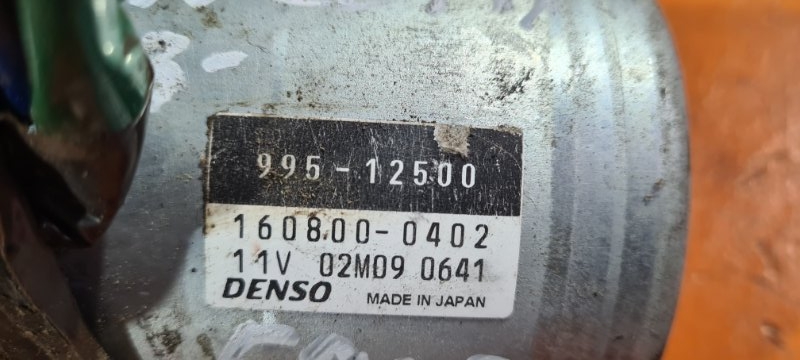 995-12500
160800-0402
11V 02M09 0641
DENSO MADE IN JAPAN